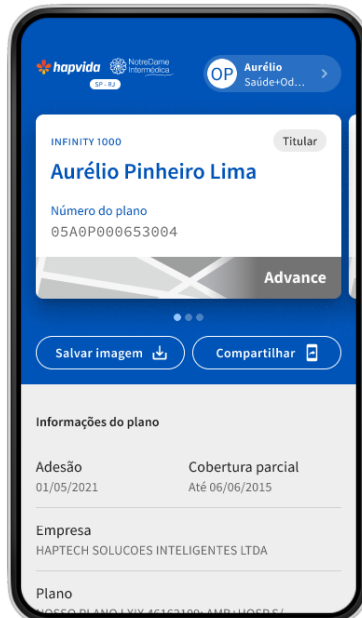 hapvida NotreDame Intermédica
SP - RJ
OP Aurélio
Saúde+Od...
INFINITY 1000
Titular
Aurélio Pinheiro Lima
Número do plano
05A0P000653004
Advance
Salvar imagem
Compartilhar
Informações do plano
Adesão
Cobertura parcial
01/05/2021
Até 06/06/2015
Empresa
HAPTECH SOLUCOES INTELIGENTES LTDA
Plano
NOSSO PLANO